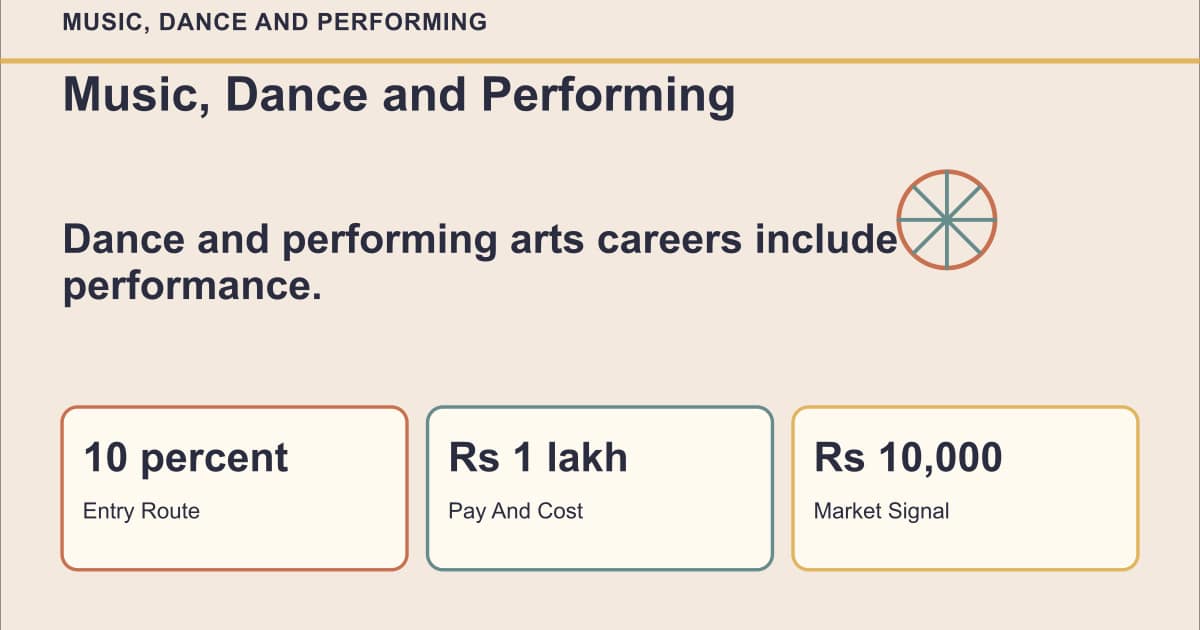 MUSIC, DANCE AND PERFORMING
Music, Dance and Performing
Dance and performing arts careers include
performance.
10 percent
Entry Route
Rs 1 lakh
Pay And Cost
Rs 10,000
Market Signal